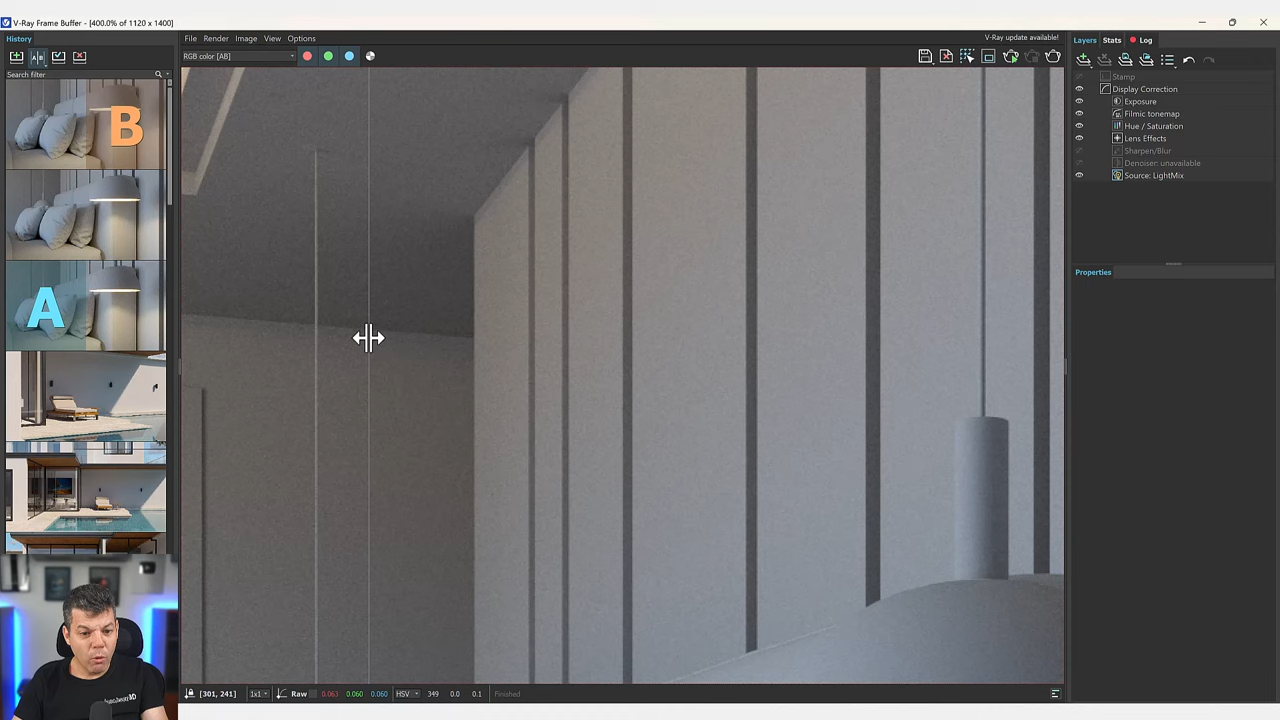 V-Ray Frame Buffer - [400.0% of 1120 x 1400]
History
File Render Image View Options
V-Ray update available!
Layers Stats Log
RGB color [AB]
A B
Search filter
Stamp
Display Correction
Exposure
Filmic tonemap
Hue / Saturation
Lens Effects
Sharpen/Blur
Denoiser: unavailable
Source: LightMix
B
A
Properties
[301, 241] 1x1 Raw 0.063 0.060 0.060 HSV 349 0.0 0.1 Finished